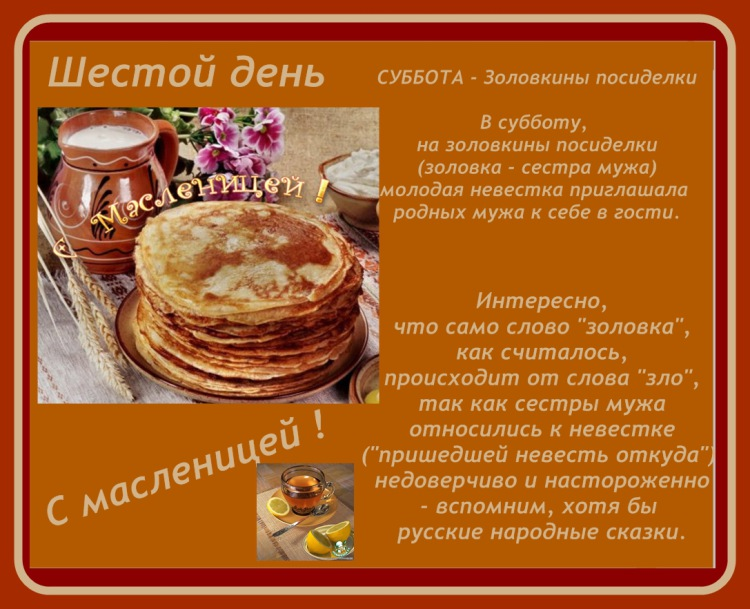 Шестой день
СУББОТА - Золовкины посиделки
В субботу,
на золовкины посиделки
(золовка - сестра мужа)
молодая невестка приглашала
родных мужа к себе в гости.
С Масленицей !
Интересно,
что само слово "золовка",
как считалось,
происходит от слова "зло",
так как сестры мужа
относились к невестке
("пришедшей невесть откуда")
недоверчиво и настороженно
- вспомним, хотя бы
русские народные сказки.
С масленицей !